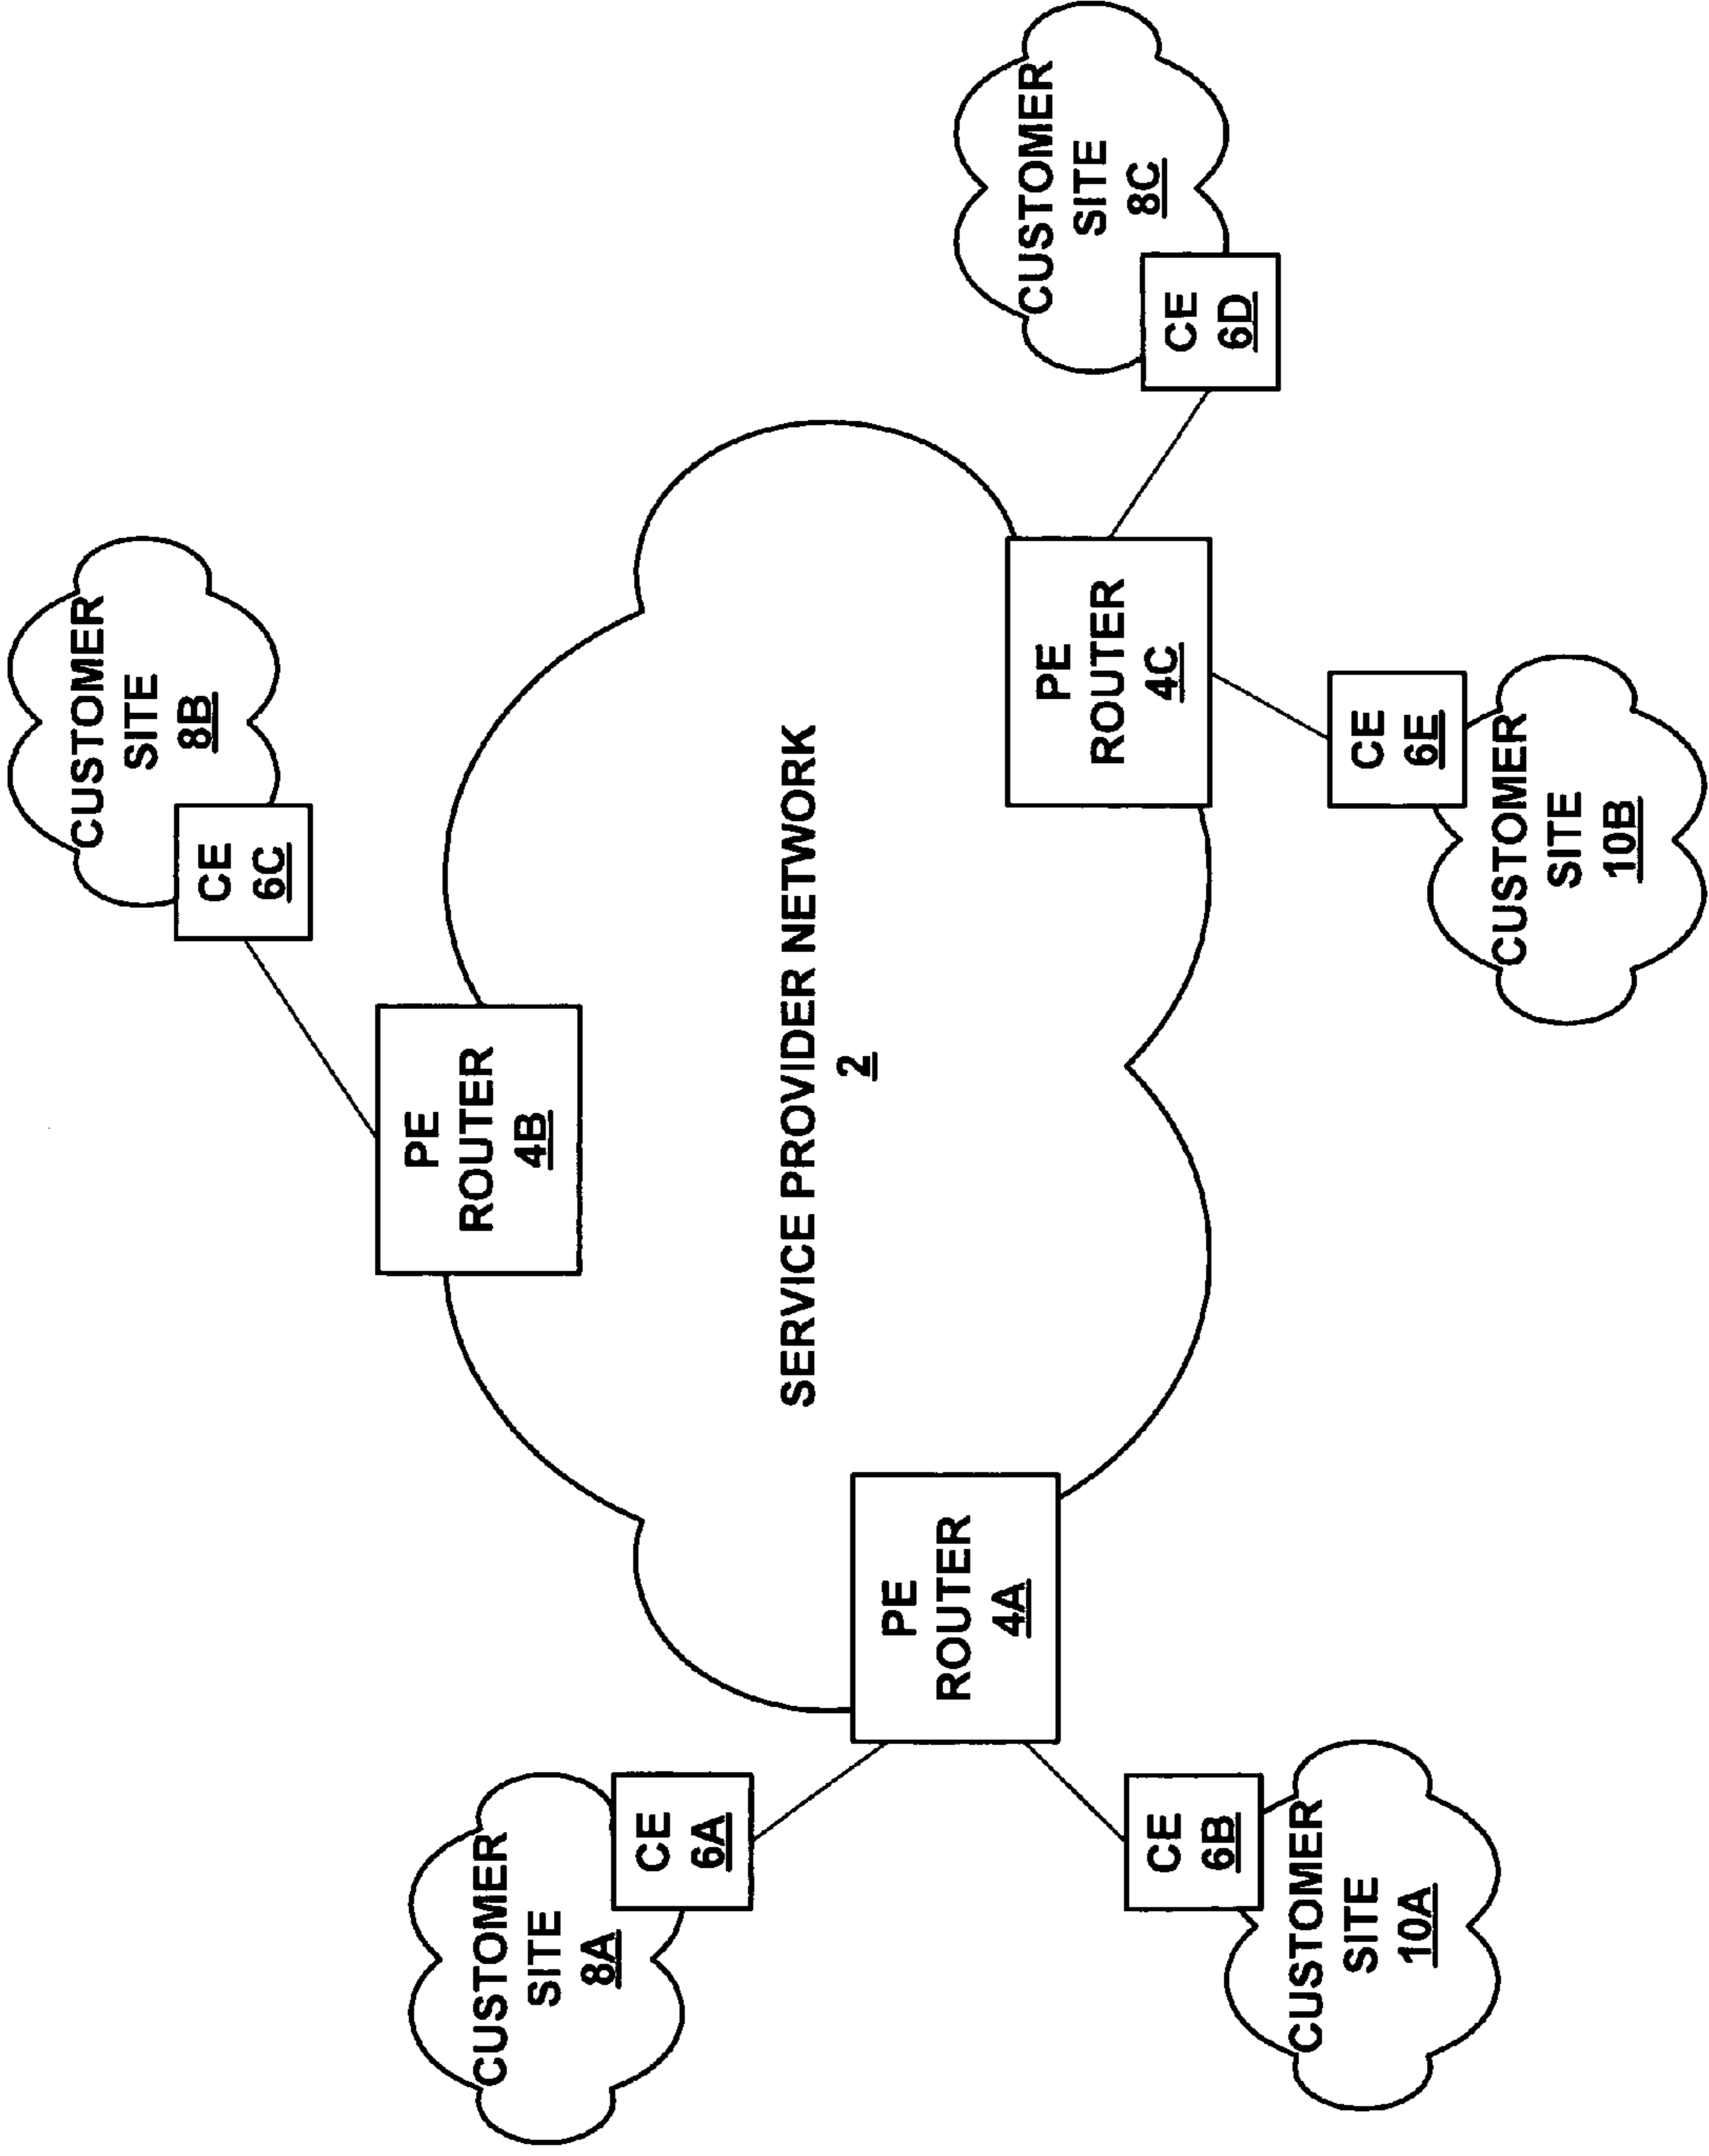 CUSTOMER
SITE
8A
CE
6A
CUSTOMER
SITE
10A
CE
6B
PE
ROUTER
4A
SERVICE PROVIDER NETWORK
2
PE
ROUTER
4B
CE
6C
CUSTOMER
SITE
8B
PE
ROUTER
4C
CE
6E
CUSTOMER
SITE
10B
CE
6D
CUSTOMER
SITE
8C